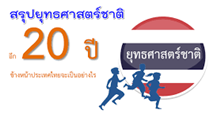 สรุปยุทธศาสตร์ชาติ
อีก 20 ปี
ข้างหน้าประเทศไทยจะเป็นอย่างไร
ยุทธศาสตร์ชาติ